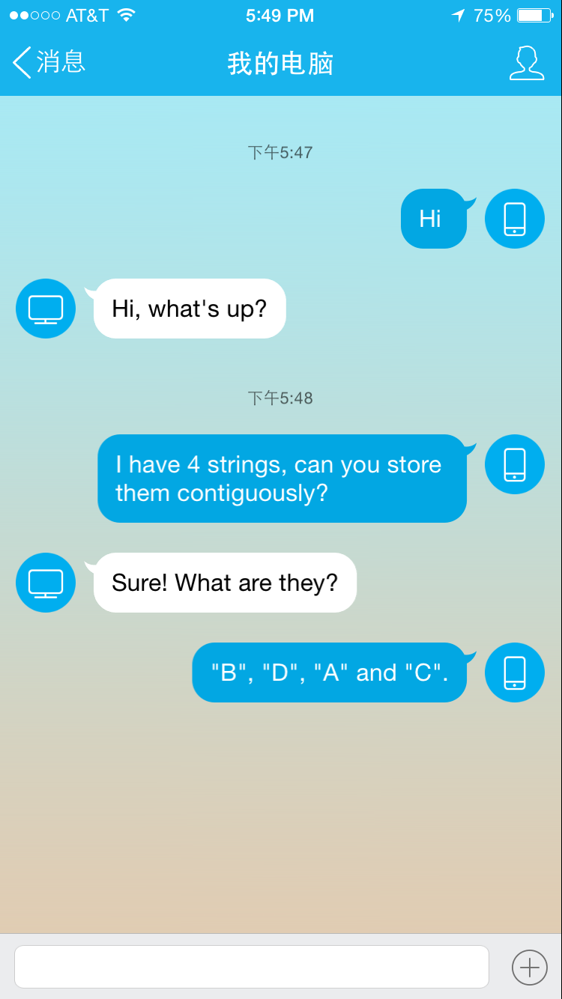 AT&T 5:49 PM 75%
消息 我的电脑
下午5:47
Hi
Hi, what's up?
下午5:48
I have 4 strings, can you store
them contiguously?
Sure! What are they?
"B", "D", "A" and "C".